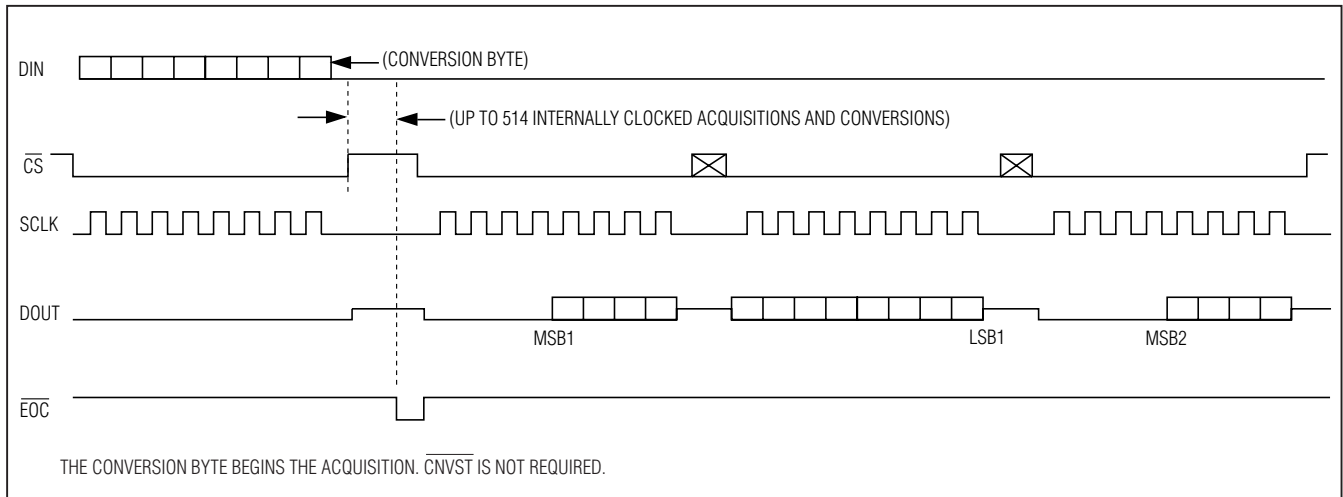 DIN
(CONVERSION BYTE)
(UP TO 514 INTERNALLY CLOCKED ACQUISITIONS AND CONVERSIONS)
CS
SCLK
DOUT
MSB1
LSB1
MSB2
EOC
THE CONVERSION BYTE BEGINS THE ACQUISITION. CNVST IS NOT REQUIRED.